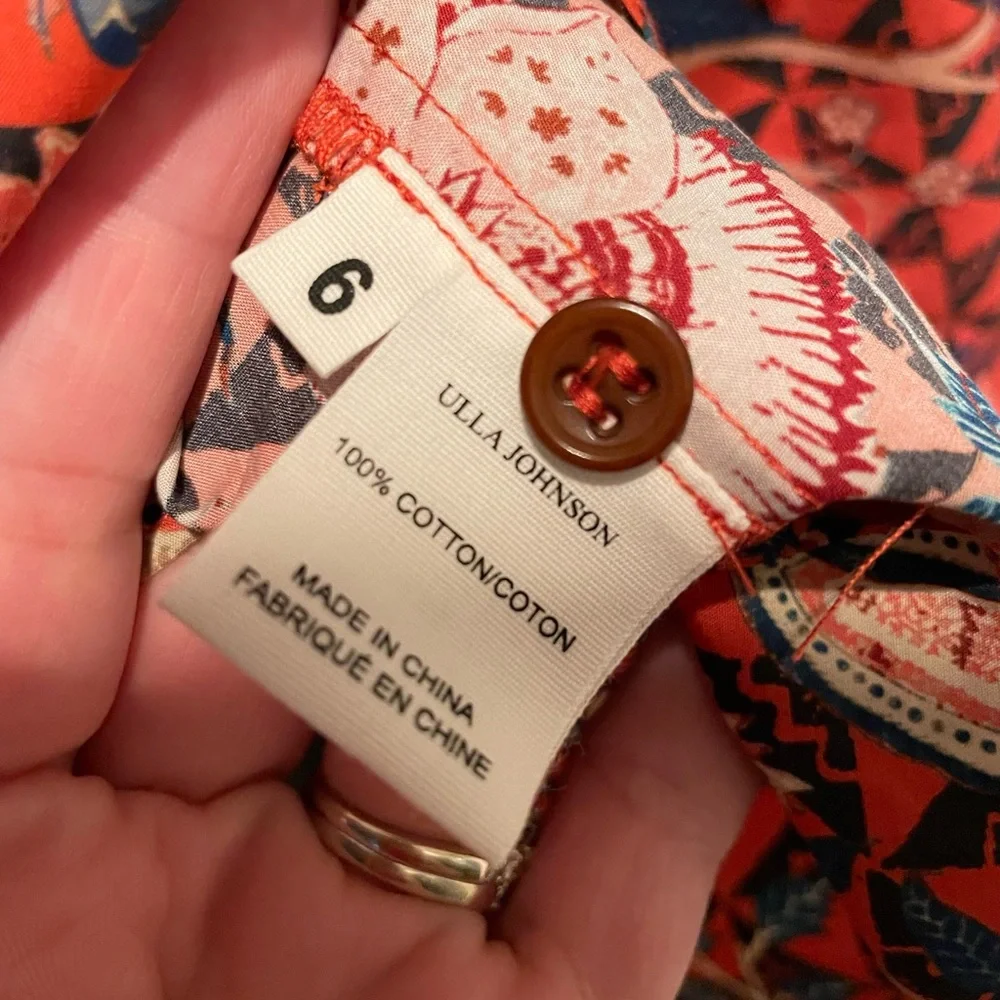 6
ULLA JOHNSON
100% COTTON/COTON
MADE IN CHINA
FABRIQUÉ EN CHINE